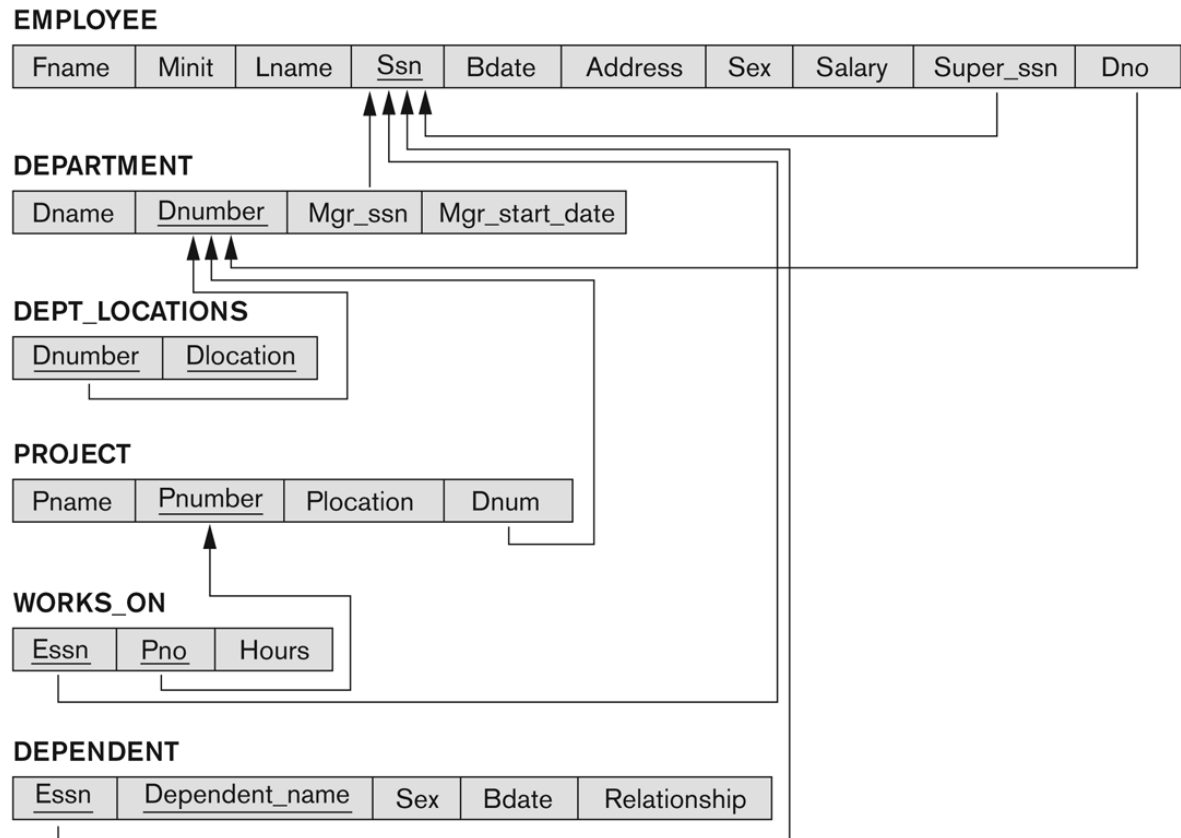 EMPLOYEE
Fname Minit Lname Ssn Bdate Address Sex Salary Super_ssn Dno
DEPARTMENT
Dname Dnumber Mgr_ssn Mgr_start_date
DEPT_LOCATIONS
Dnumber Dlocation
PROJECT
Pname Pnumber Plocation Dnum
WORKS_ON
Essn Pno Hours
DEPENDENT
Essn Dependent_name Sex Bdate Relationship